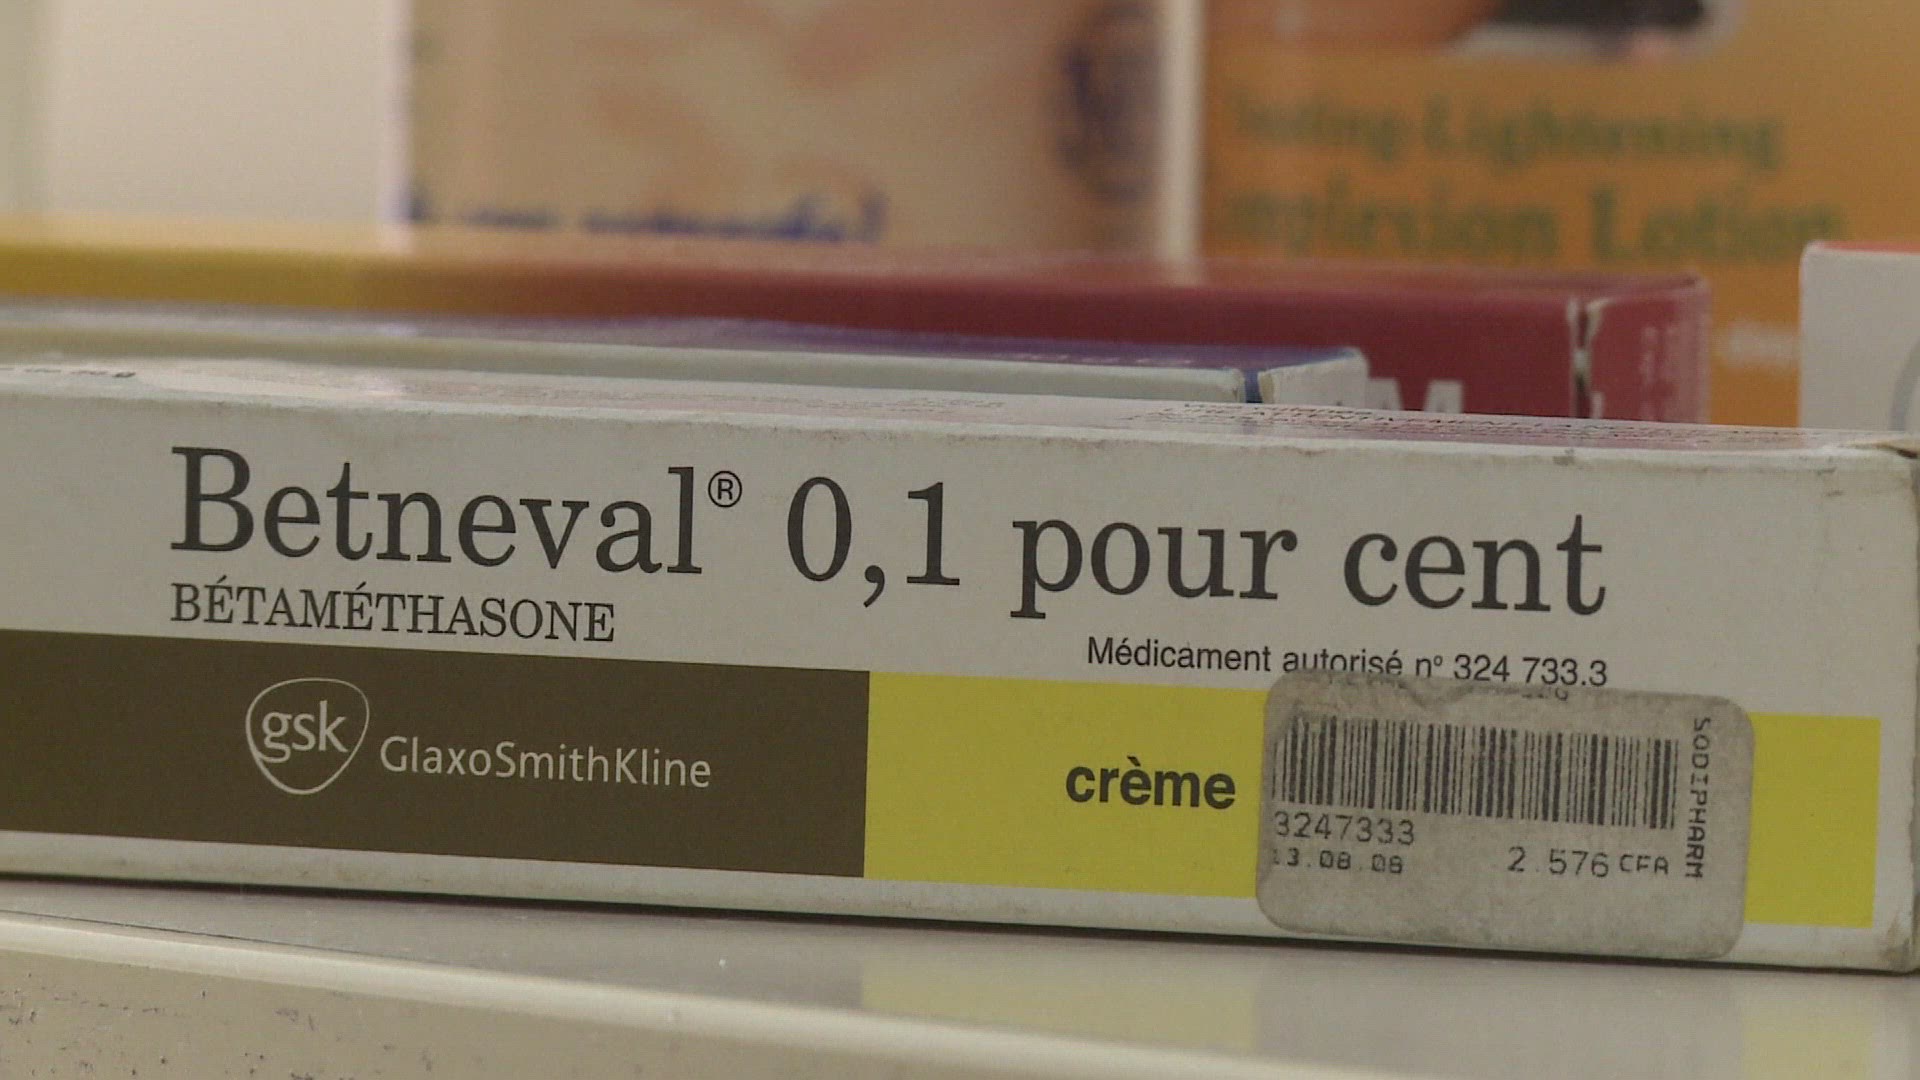 Lightening
Lotion
Betneval® 0,1 pour cent
BÉTAMÉTHASONE
Médicament autorisé n° 324 733.3
gsk GlaxoSmithKline
crème
3247333
13.08.08 2.576 CFA
SODIPHARM